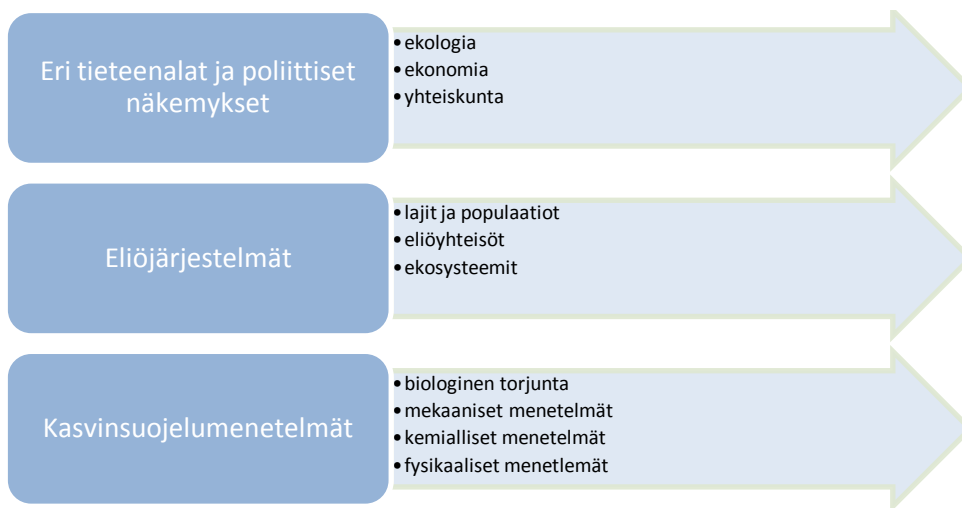 Eri tieteenalat ja poliittiset
näkemykset
• ekologia
• ekonomia
• yhteiskunta
Eliöjärjestelmät
• lajit ja populaatiot
• eliöyhteisöt
• ekosysteemit
Kasvinsuojelumenetelmät
• biologinen torjunta
• mekaaniset menetelmät
• kemialliset menetelmät
• fysikaaliset menetlemät